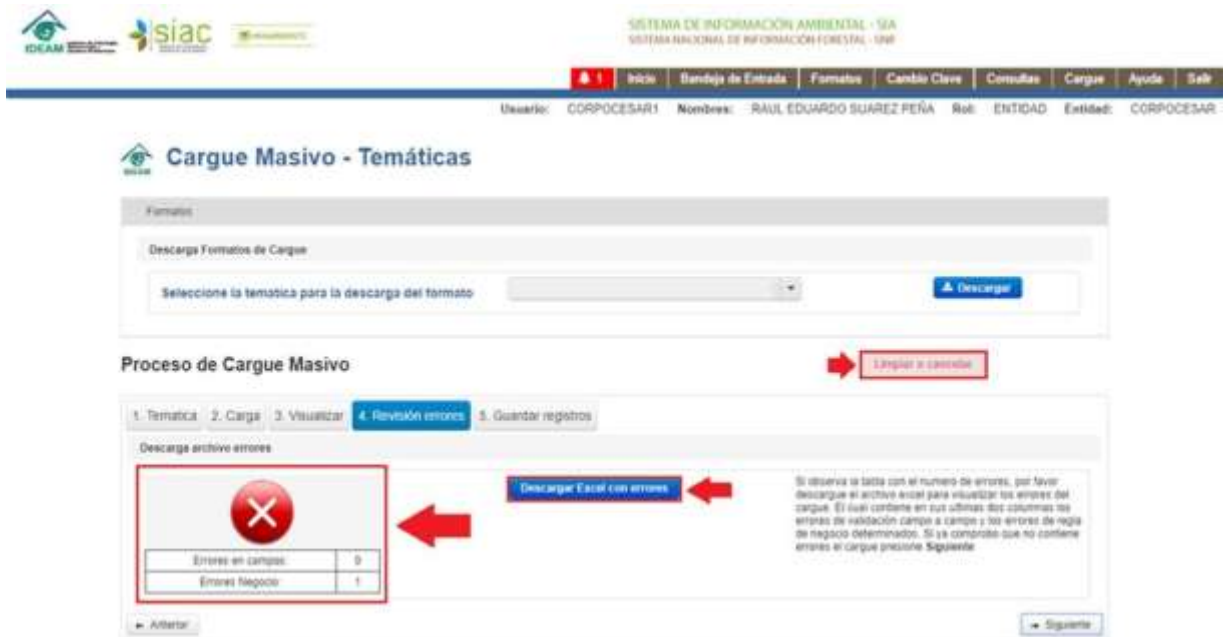 IDEAM
siac
SISTEMA DE INFORMACIÓN AMBIENTAL - SIA
SISTEMA NACIONAL DE INFORMACIÓN FORESTAL - SNIF
1 Inicio Bandeja de Entrada Formatos Cambio Clave Consultas Cargue Ayuda Salir
Usuario: CORPOCESAR1 Nombres: RAUL EDUARDO SUAREZ PEÑA Rol: ENTIDAD Entidad: CORPOCESAR
IDEAM
Cargue Masivo - Temáticas
Formatos
Descarga Formatos de Cargue
Seleccione la tematica para la descarga del formato
Descargar
Proceso de Cargue Masivo
Limpiar o cancelar
1. Tematica 2. Carga 3. Visualizar 4. Revisión errores 5. Guardar registros
Descarga archivo errores
Descargar Excel con errores
Si observa la tabla con el numero de errores, por favor
descargue el archivo excel para visualizar los errores del
cargue. El cual contiene en sus ultimas dos columnas los
errores de validación campo a campo y los errores de regla
de negocio determinados. Si ya comprobo que no contiene
errores el cargue presione Siguiente
Errores en campos: 0
Errores Negocio: 1
Anterior
Siguiente